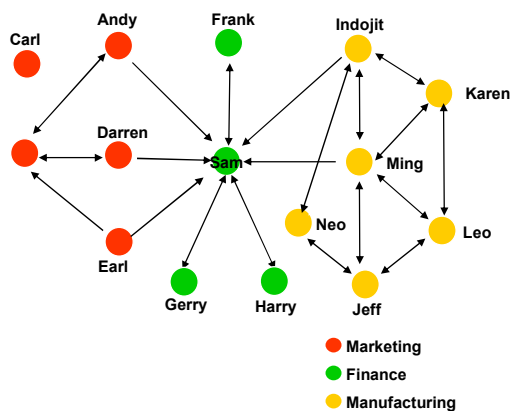 Andy
Frank
Indojit
Carl
Karen
Darren
Sam
Ming
Neo
Leo
Earl
Gerry
Harry
Jeff
Marketing
Finance
Manufacturing